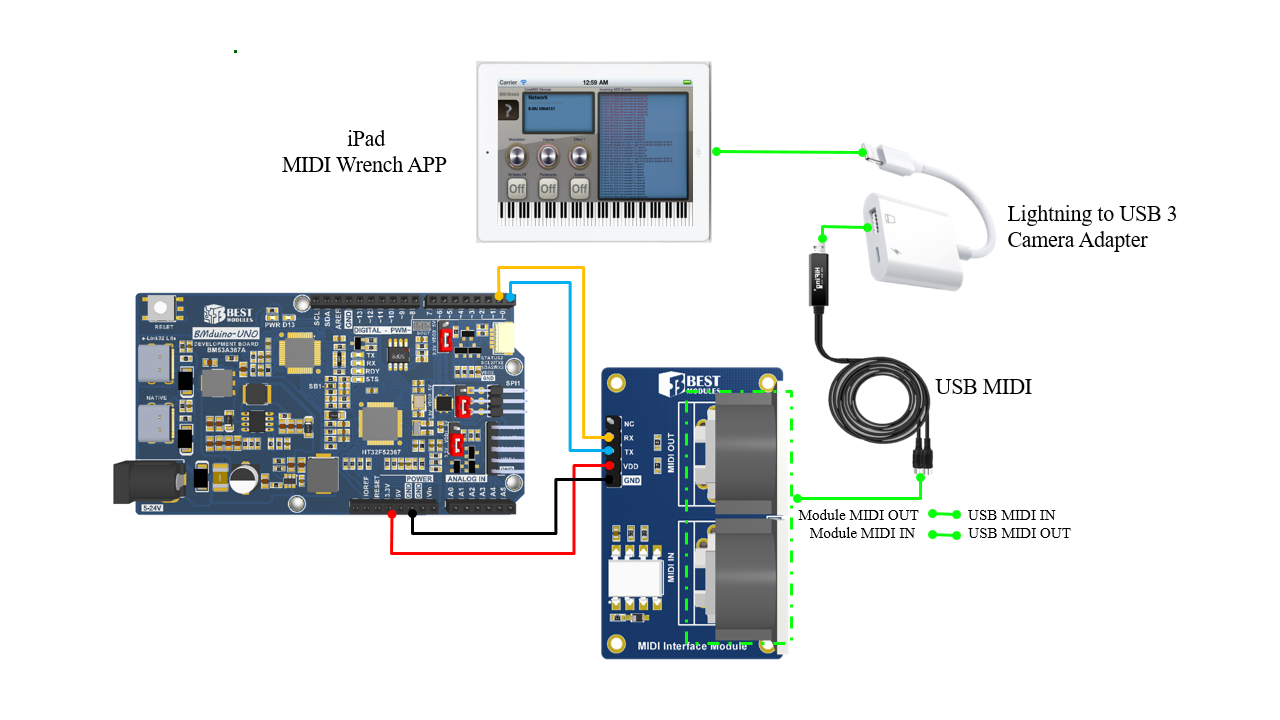 iPad
MIDI Wrench APP
Carrier
12:59 AM
Network
Off
Off
Off
Lightning to USB 3
Camera Adapter
USB MIDI
BEST
MODULES
RESET
e-Link32 Lite
PWR D13
BMduino-UNO
DEVELOPMENT BOARD
BM53A367A
SCL
SDA
AREF
GND
~13
~12
~11
~10
~9
~8
7
~6
~5
~4
~3
~2
~1
~0
DIGITAL - PWM~
TX
RX
RDY
STS
SB1-1
SPI1
NATIVE
HT32F52367
5-24V
POWER
IOREF
RESET
3.3V
5V
GND
GND
Vin
ANALOG IN
A0
A1
A2
A3
A4
A5
BEST
MODULES
NC
RX
TX
VDD
GND
MIDI OUT
MIDI IN
MIDI Interface Module
Module MIDI OUT USB MIDI IN
Module MIDI IN USB MIDI OUT